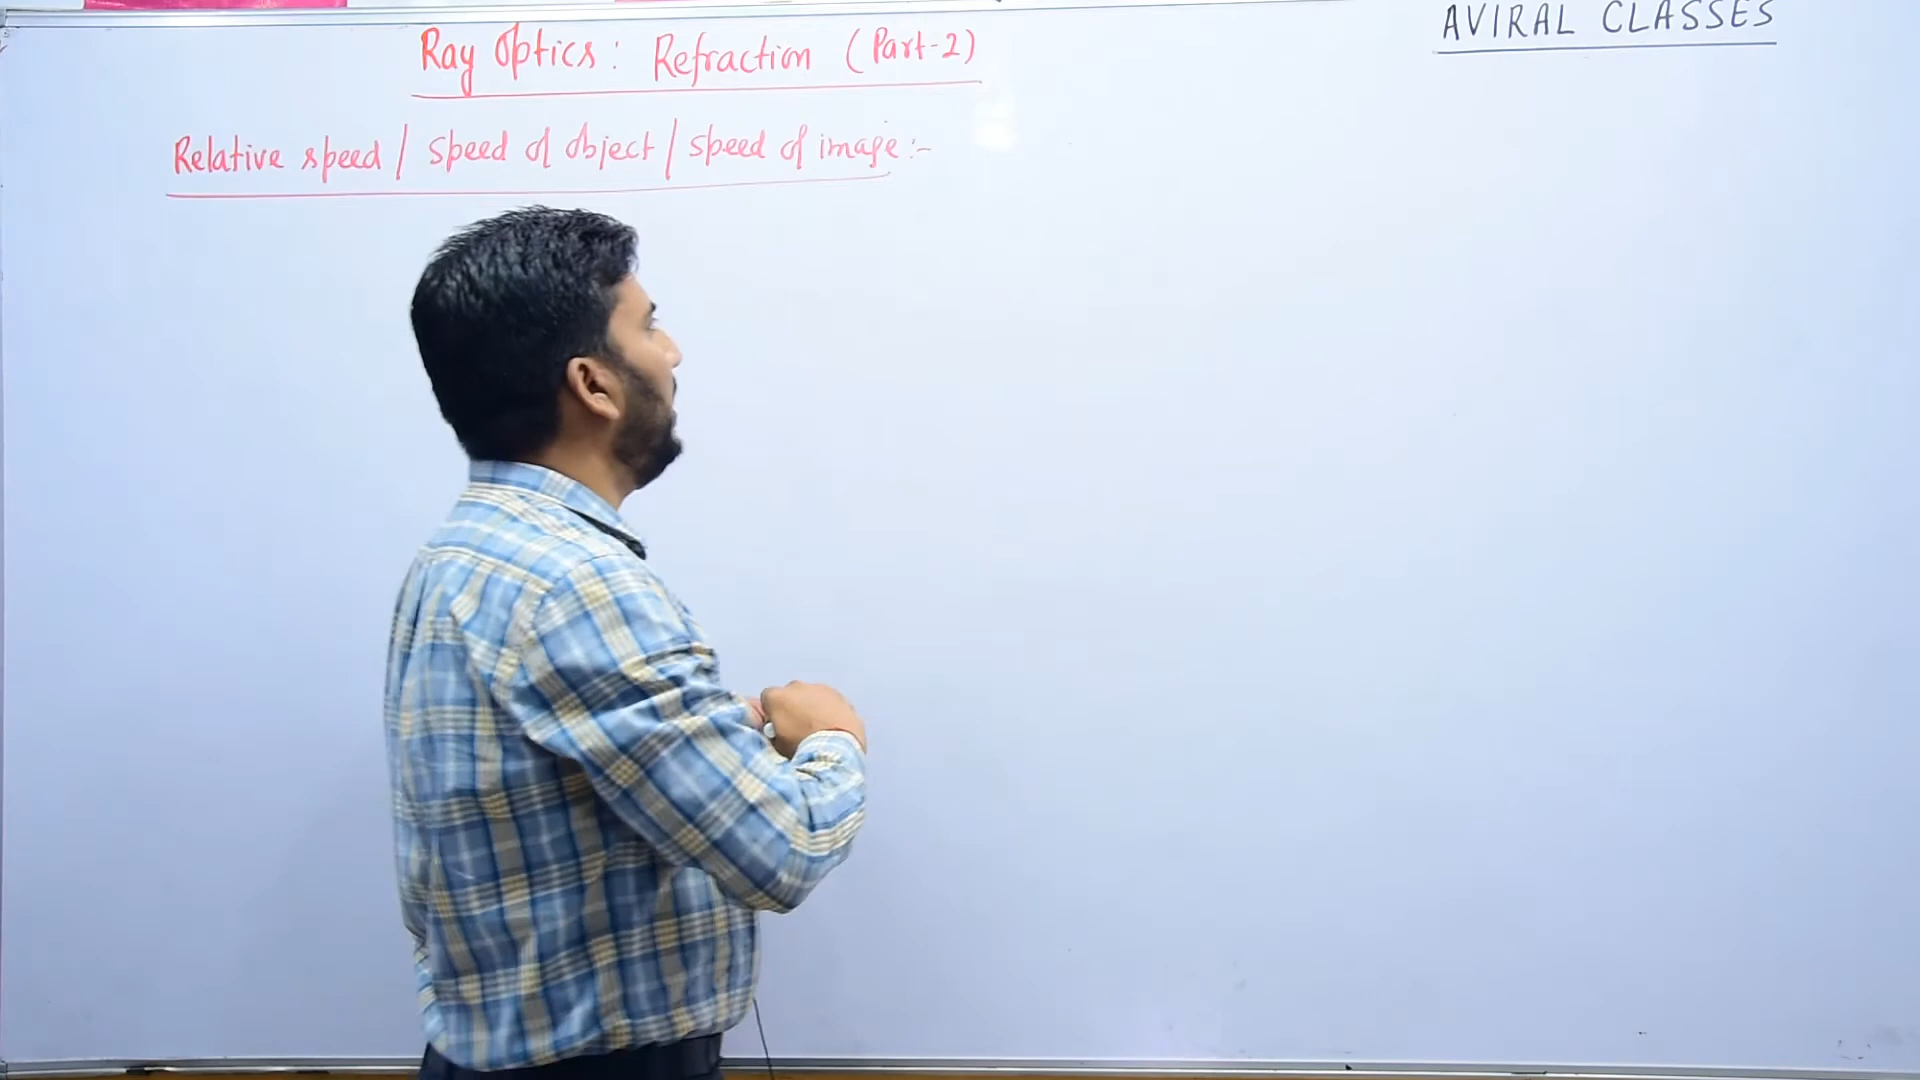 AVIRAL CLASSES
Ray Optics: Refraction (Part-2)
Relative speed / speed of object / speed of image:-